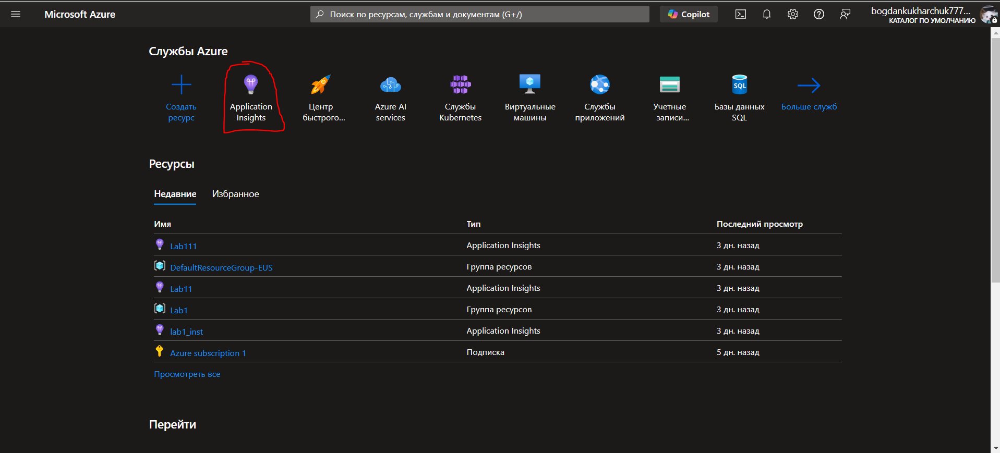 Microsoft Azure
Поиск по ресурсам, службам и документам (G+/)
Copilot
bogdankukharchuk777...
КАТАЛОГ ПО УМОЛЧАНИЮ
Службы Azure
Создать
ресурс
Application
Insights
Центр
быстрого...
Azure AI
services
Службы
Kubernetes
Виртуальные
машины
Службы
приложений
Учетные
записи...
Базы данных
SQL
SQL
Больше служб
Ресурсы
Недавние Избранное
Имя Тип Последний просмотр
Lab111 Application Insights 3 дн. назад
DefaultResourceGroup-EUS Группа ресурсов 3 дн. назад
Lab11 Application Insights 3 дн. назад
Lab1 Группа ресурсов 3 дн. назад
lab1_inst Application Insights 3 дн. назад
Azure subscription 1 Подписка 5 дн. назад
Просмотреть все
Перейти